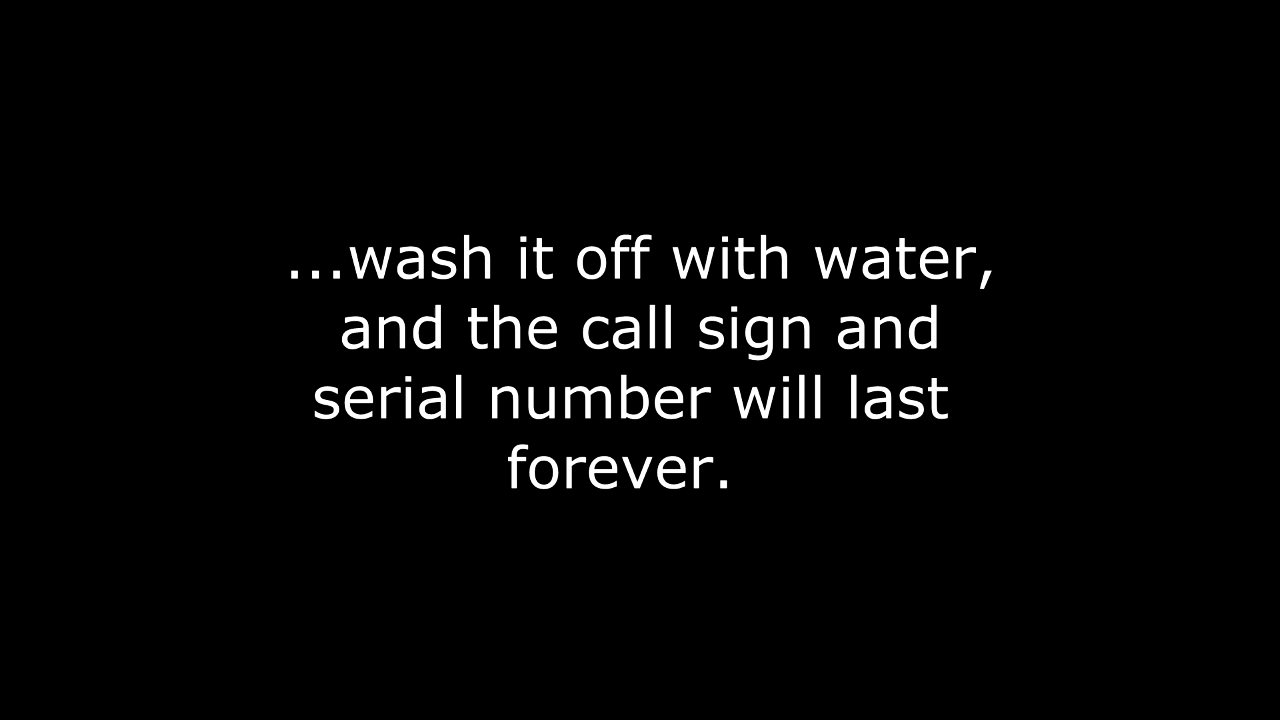 ...wash it off with water,
and the call sign and
serial number will last
forever.